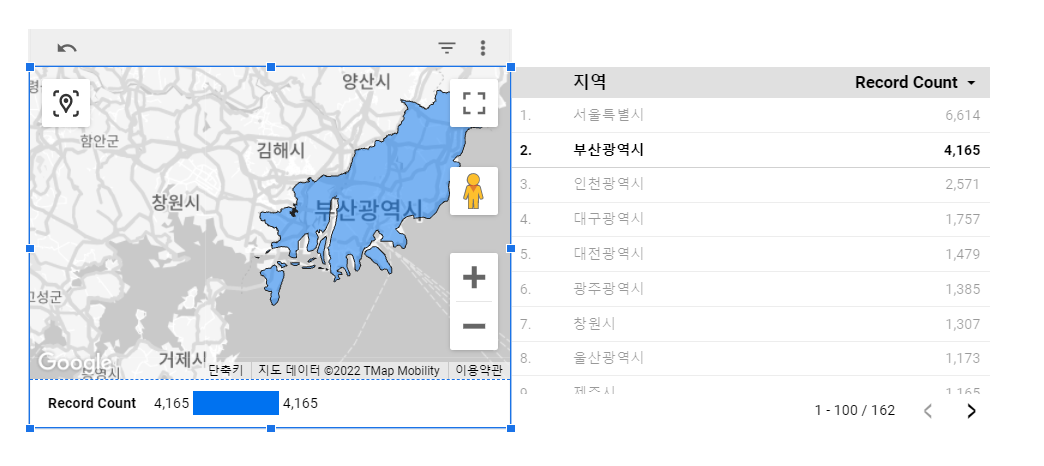 양산시
함안군
김해시
창원시
부산광역시
고성군
거제시
Google
통영시
단축키
지도 데이터 ©2022 TMap Mobility
이용약관
Record Count 4,165 4,165
지역 Record Count
1. 서울특별시 6,614
2. 부산광역시 4,165
3. 인천광역시 2,571
4. 대구광역시 1,757
5. 대전광역시 1,479
6. 광주광역시 1,385
7. 창원시 1,307
8. 울산광역시 1,173
9. 제주시 1,165
1 - 100 / 162